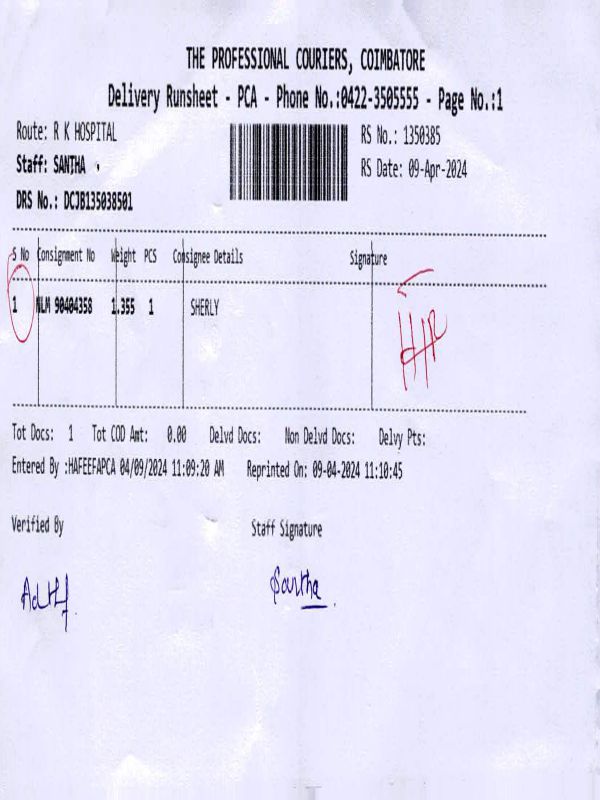 THE PROFESSIONAL COURIERS, COIMBATORE
Delivery Runsheet - PCA - Phone No.:0422-3505555 - Page No.:1
Route: R K HOSPITAL RS No.: 1350385
Staff: SANTHA RS Date: 09-Apr-2024
DRS No.: DCJB135038501
S No Consignment No Weight PCS Consignee Details Signature
1 NLM 90404358 1.355 1 SHERLY
Tot Docs: 1 Tot COD Amt: 0.00 Delvd Docs: Non Delvd Docs: Delvy Pts:
Entered By :HAFEEFAPCA 04/09/2024 11:09:20 AM Reprinted On: 09-04-2024 11:10:45
Verified By Staff Signature
Santha